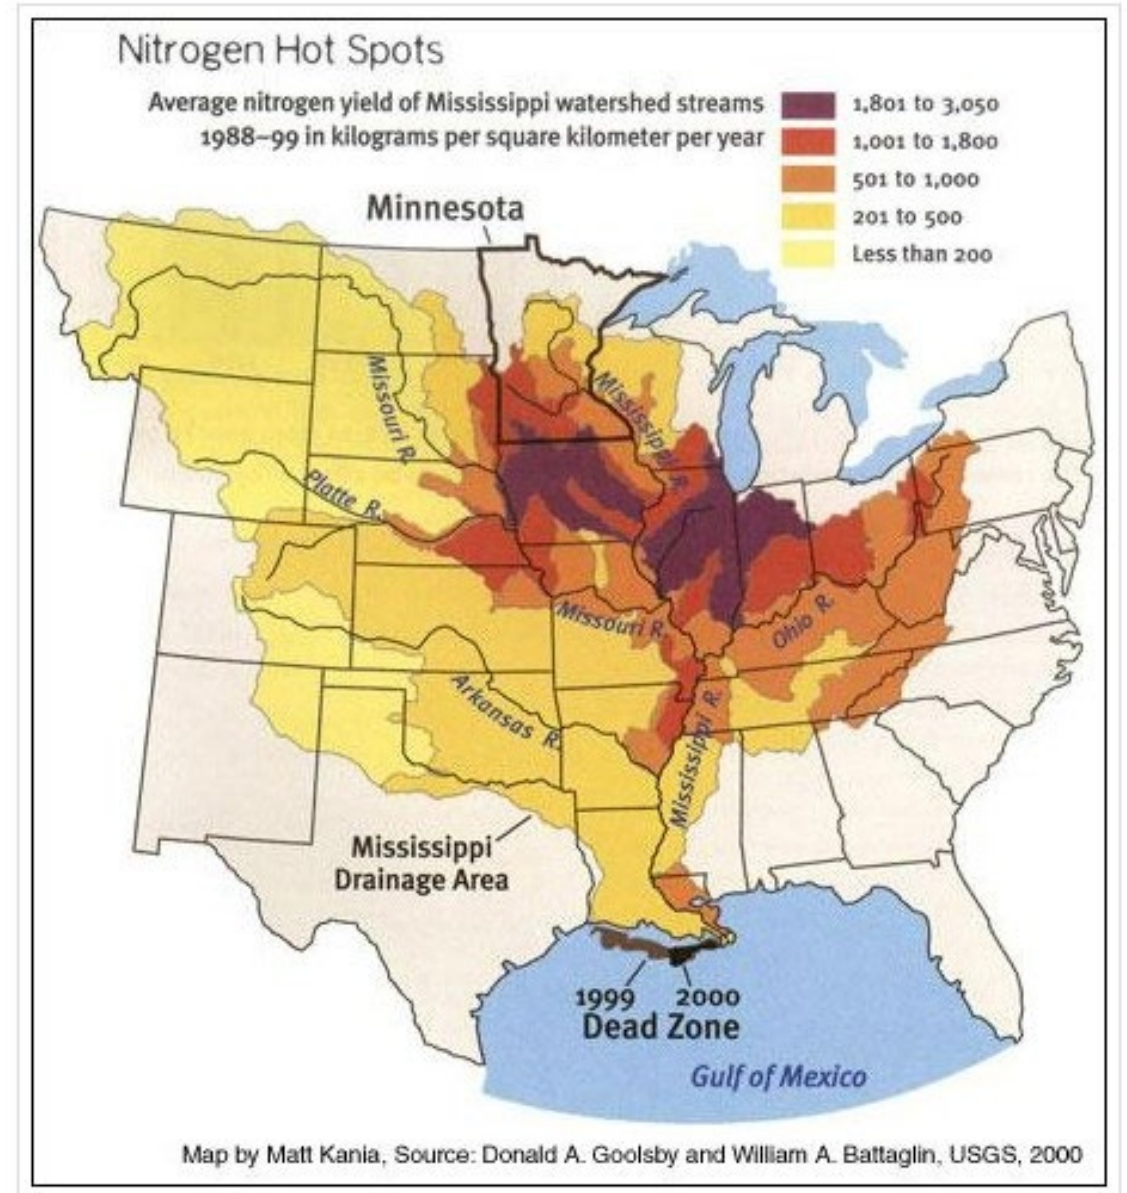 Nitrogen Hot Spots
Average nitrogen yield of Mississippi watershed streams
1988–99 in kilograms per square kilometer per year
1,801 to 3,050
1,001 to 1,800
501 to 1,000
201 to 500
Less than 200
Minnesota
Missouri R.
Mississippi R.
Platte R.
Missouri R.
Ohio R.
Arkansas R.
Mississippi R.
Mississippi
Drainage Area
1999 2000
Dead Zone
Gulf of Mexico
Map by Matt Kania, Source: Donald A. Goolsby and William A. Battaglin, USGS, 2000